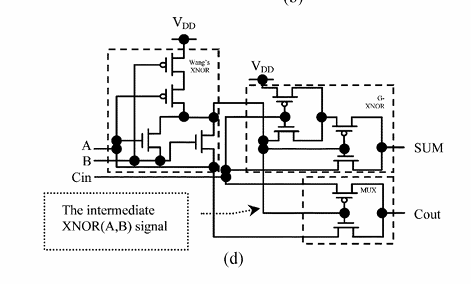 (b)
VDD
Wang's
XNOR
VDD
G-
XNOR
A
B
SUM
Cin
MUX
The intermediate
XNOR(A,B) signal
Cout
(d)